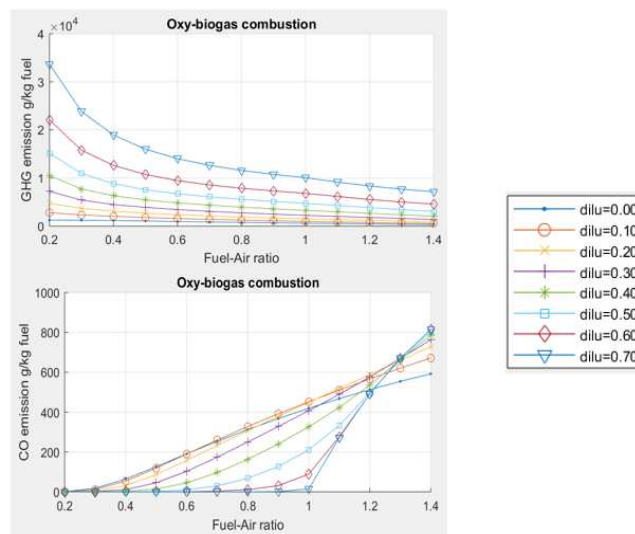 Oxy-biogas combustion
×10⁴
GHG emission g/kg fuel
4
3
2
1
0
0.2 0.4 0.6 0.8 1 1.2 1.4
Fuel-Air ratio
Oxy-biogas combustion
CO emission g/kg fuel
1000
800
600
400
200
0
0.2 0.4 0.6 0.8 1 1.2 1.4
Fuel-Air ratio
dilu=0.00
dilu=0.10
dilu=0.20
dilu=0.30
dilu=0.40
dilu=0.50
dilu=0.60
dilu=0.70